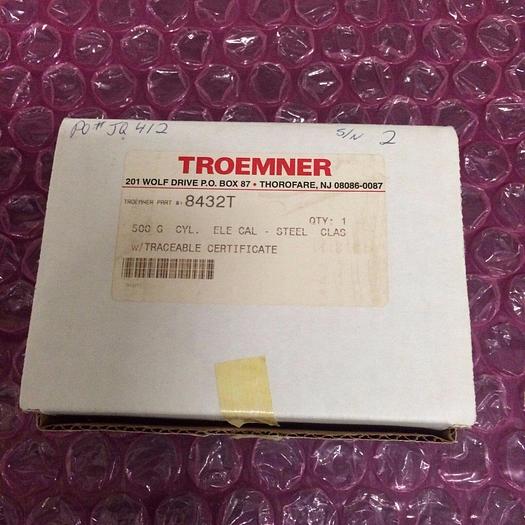 PO# JQ 412
S/N 2
TROEMNER
201 WOLF DRIVE P.O. BOX 87 • THOROFARE, NJ 08086-0087
TROEMNER PART #: 8432T
QTY: 1
500 G CYL. ELE CAL - STEEL CLAS
W/TRACEABLE CERTIFICATE